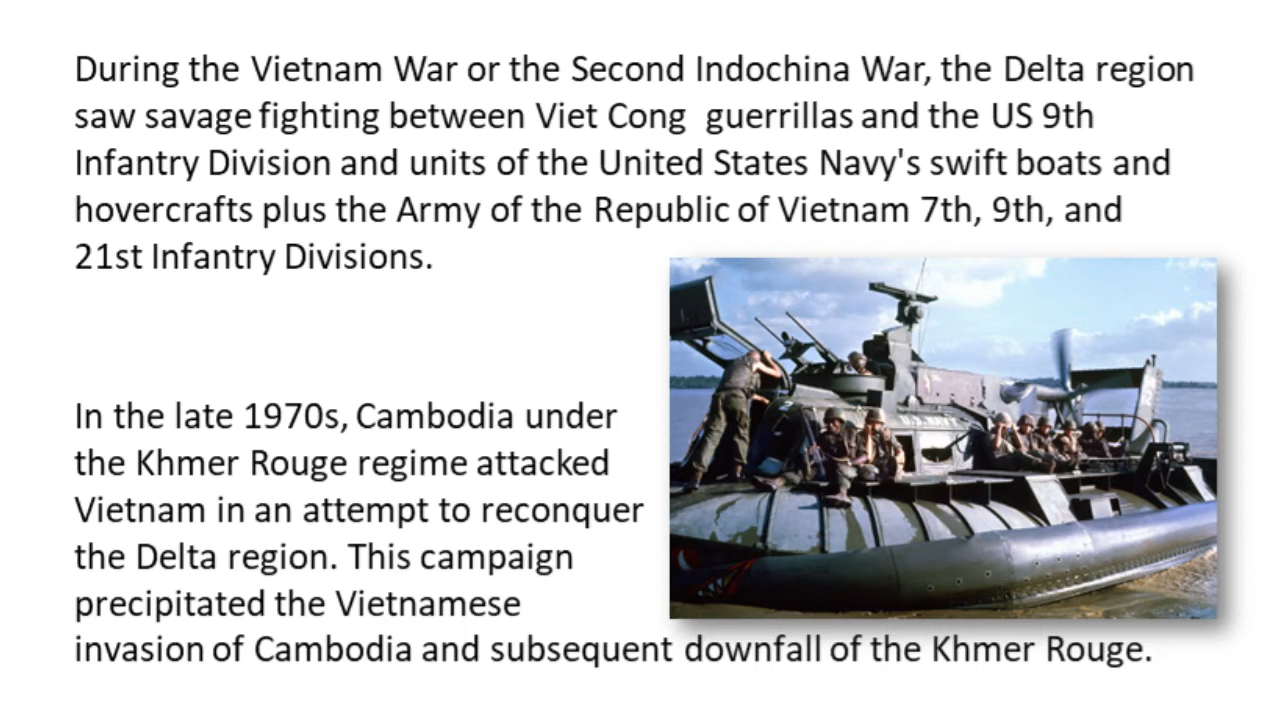 During the Vietnam War or the Second Indochina War, the Delta region
saw savage fighting between Viet Cong  guerrillas and the US 9th
Infantry Division and units of the United States Navy's swift boats and
hovercrafts plus the Army of the Republic of Vietnam 7th, 9th, and
21st Infantry Divisions.
In the late 1970s, Cambodia under
the Khmer Rouge regime attacked
Vietnam in an attempt to reconquer
the Delta region. This campaign
precipitated the Vietnamese
invasion of Cambodia and subsequent downfall of the Khmer Rouge.